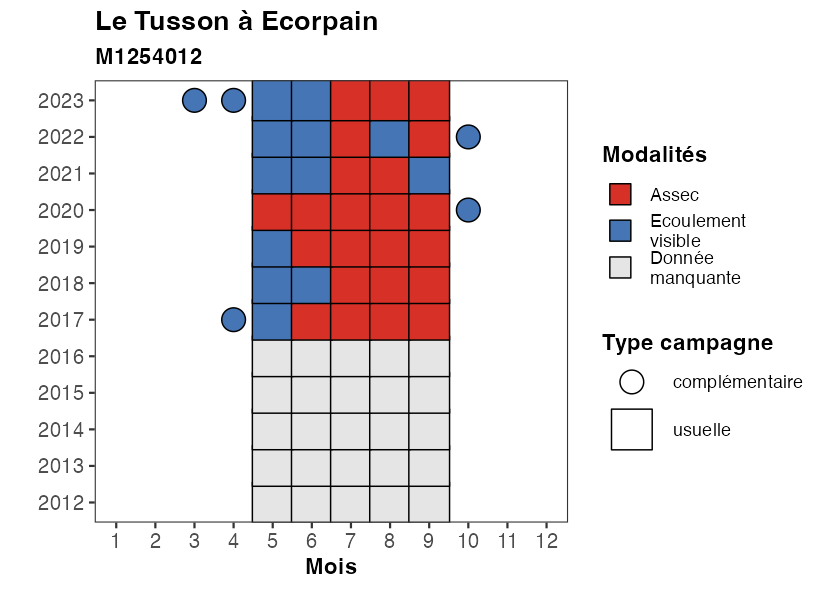 Le Tusson à Ecorpain
M1254012
2023
2022
2021
2020
2019
2018
2017
2016
2015
2014
2013
2012
1 2 3 4 5 6 7 8 9 10 11 12
Mois
Modalités
Assec
Ecoulement
visible
Donnée
manquante
Type campagne
complémentaire
usuelle